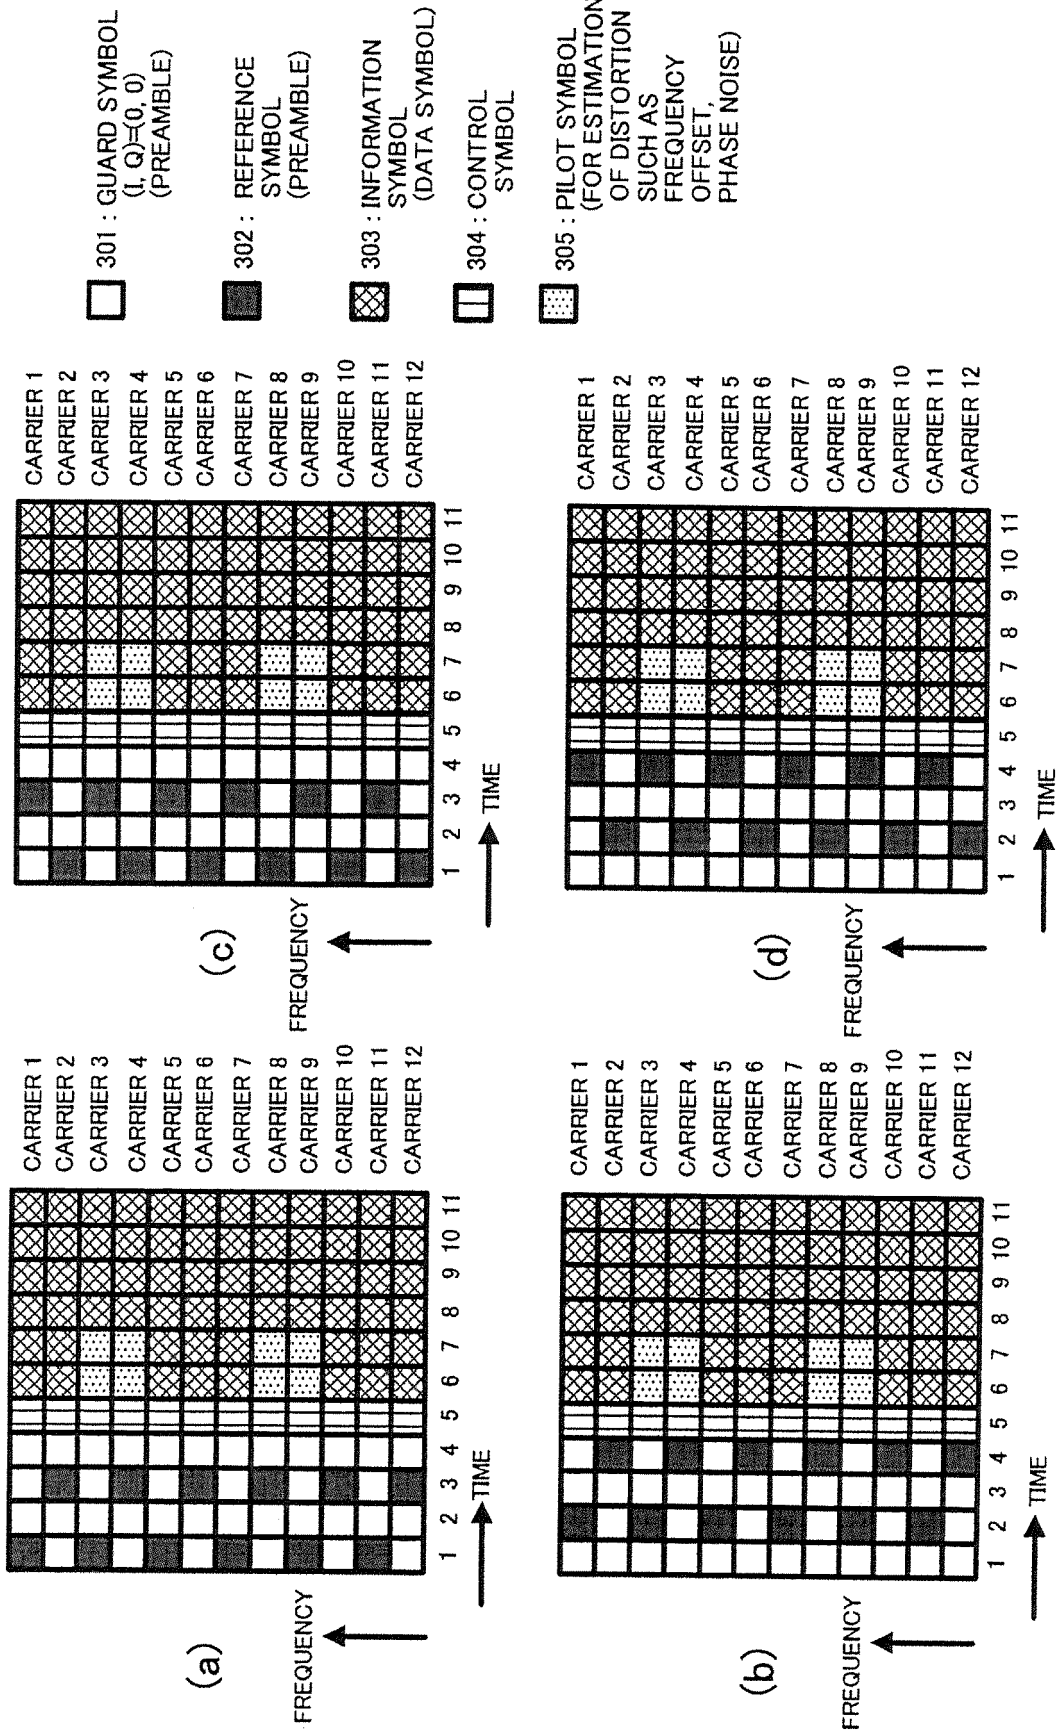 (a)
FREQUENCY
CARRIER 1
CARRIER 2
CARRIER 3
CARRIER 4
CARRIER 5
CARRIER 6
CARRIER 7
CARRIER 8
CARRIER 9
CARRIER 10
CARRIER 11
CARRIER 12
1 2 3 4 5 6 7 8 9 10 11
TIME
(b)
FREQUENCY
CARRIER 1
CARRIER 2
CARRIER 3
CARRIER 4
CARRIER 5
CARRIER 6
CARRIER 7
CARRIER 8
CARRIER 9
CARRIER 10
CARRIER 11
CARRIER 12
1 2 3 4 5 6 7 8 9 10 11
TIME
(c)
FREQUENCY
CARRIER 1
CARRIER 2
CARRIER 3
CARRIER 4
CARRIER 5
CARRIER 6
CARRIER 7
CARRIER 8
CARRIER 9
CARRIER 10
CARRIER 11
CARRIER 12
1 2 3 4 5 6 7 8 9 10 11
TIME
(d)
FREQUENCY
CARRIER 1
CARRIER 2
CARRIER 3
CARRIER 4
CARRIER 5
CARRIER 6
CARRIER 7
CARRIER 8
CARRIER 9
CARRIER 10
CARRIER 11
CARRIER 12
1 2 3 4 5 6 7 8 9 10 11
TIME
301 : GUARD SYMBOL
(I, Q)=(0, 0)
(PREAMBLE)
302 : REFERENCE
SYMBOL
(PREAMBLE)
303 : INFORMATION
SYMBOL
(DATA SYMBOL)
304 : CONTROL
SYMBOL
305 : PILOT SYMBOL
(FOR ESTIMATION
OF DISTORTION
SUCH AS
FREQUENCY
OFFSET,
PHASE NOISE)